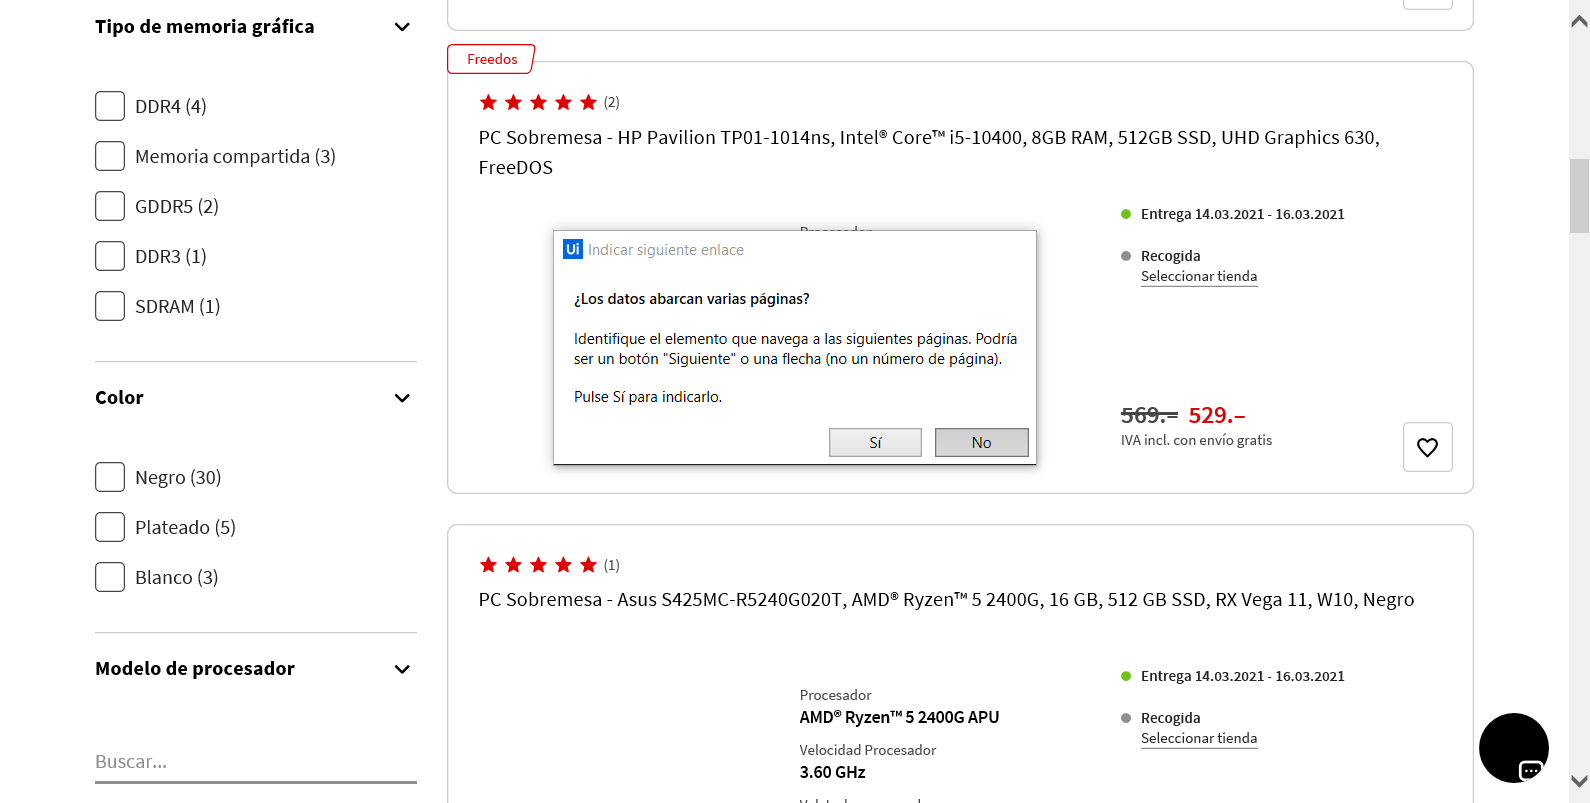 Tipo de memoria gráfica
DDR4 (4)
Memoria compartida (3)
GDDR5 (2)
DDR3 (1)
SDRAM (1)
Color
Negro (30)
Plateado (5)
Blanco (3)
Modelo de procesador
Buscar...
Freedos
(2)
PC Sobremesa - HP Pavilion TP01-1014ns, Intel® Core™ i5-10400, 8GB RAM, 512GB SSD, UHD Graphics 630,
FreeDOS
Entrega 14.03.2021 - 16.03.2021
Recogida
Seleccionar tienda
569.– 529.–
IVA incl. con envío gratis
Ui Indicar siguiente enlace
¿Los datos abarcan varias páginas?
Identifique el elemento que navega a las siguientes páginas. Podría
ser un botón "Siguiente" o una flecha (no un número de página).
Pulse Sí para indicarlo.
Sí No
(1)
PC Sobremesa - Asus S425MC-R5240G020T, AMD® Ryzen™ 5 2400G, 16 GB, 512 GB SSD, RX Vega 11, W10, Negro
Procesador
AMD® Ryzen™ 5 2400G APU
Velocidad Procesador
3.60 GHz
Entrega 14.03.2021 - 16.03.2021
Recogida
Seleccionar tienda